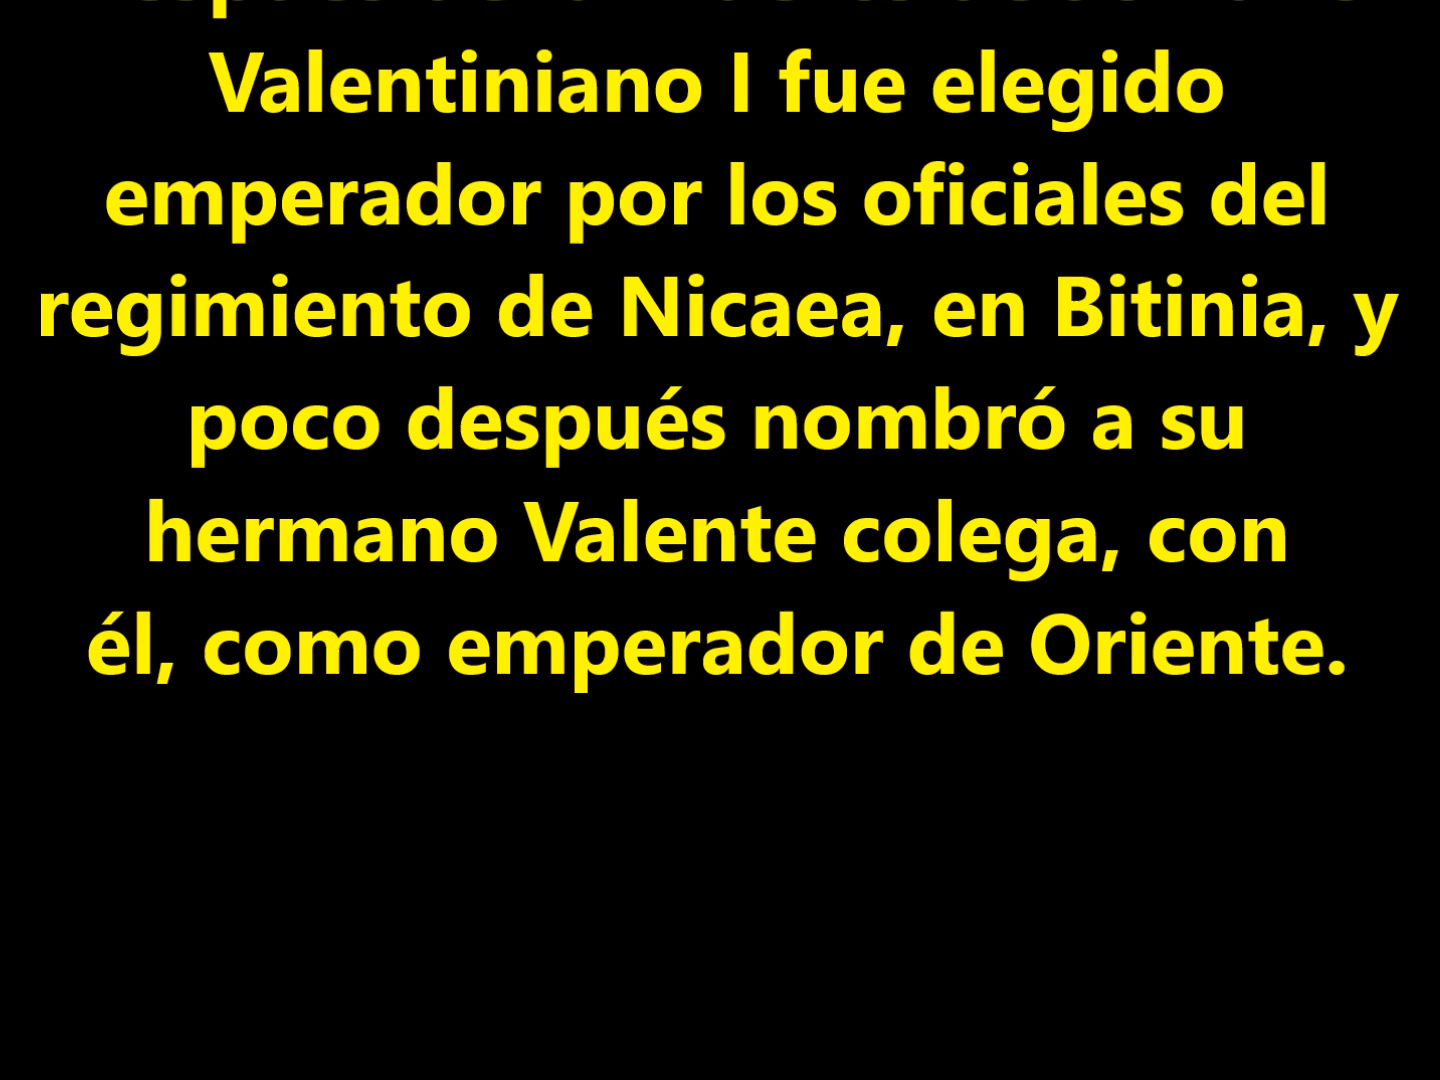 Valentiniano I fue elegido
emperador por los oficiales del
regimiento de Nicaea, en Bitinia, y
poco después nombró a su
hermano Valente colega, con
él, como emperador de Oriente.